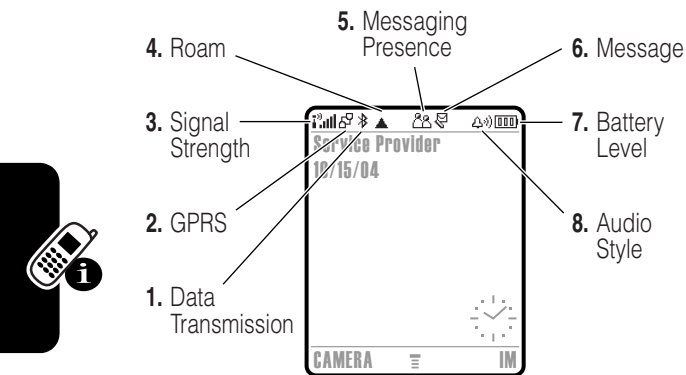 5. Messaging
Presence
4. Roam
6. Message
3. Signal
Strength
7. Battery
Level
Service Provider
10/15/04
2. GPRS
8. Audio
Style
1. Data
Transmission
CAMERA
IM